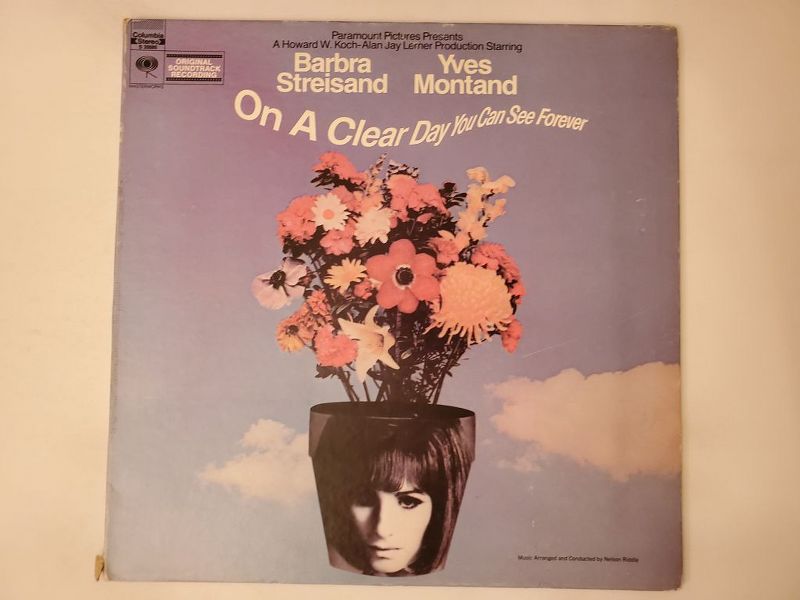 Columbia
Stereo
ORIGINAL
SOUNDTRACK
RECORDING
MASTERWORKS
Paramount Pictures Presents
A Howard W. Koch-Alan Jay Lerner Production Starring
Barbra Streisand
Yves Montand
On A Clear Day You Can See Forever
Music Arranged and Conducted by Nelson Riddle